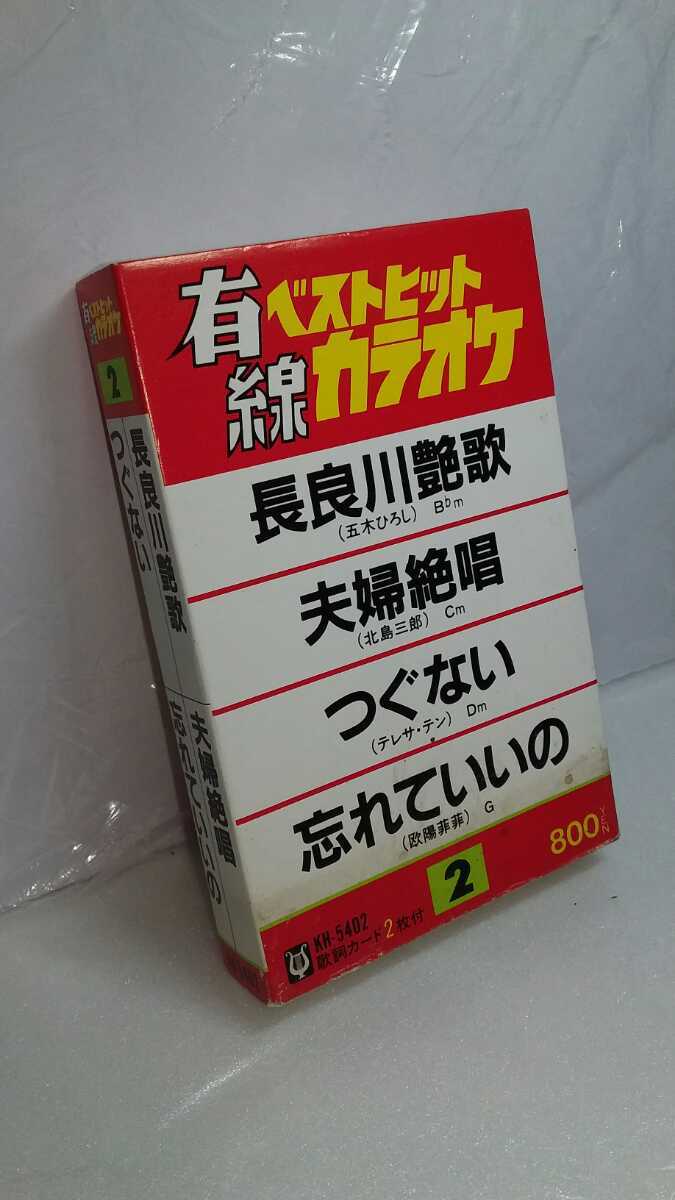 有線 ベストヒット カラオケ
長良川艶歌
(五木ひろし) B♭m
夫婦絶唱
(北島三郎) Cm
つぐない
(テレサ・テン) Dm
忘れていいの
(欧陽菲菲) G
800YEN
2
KH-5402
歌詞カード2枚付
有線 ベストヒット カラオケ
2
長良川艶歌
つぐない
夫婦絶唱
忘れていいの